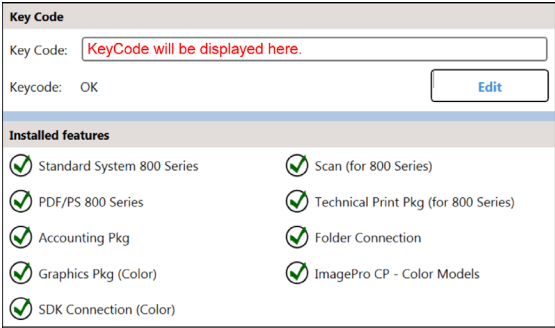 Key Code
Key Code: KeyCode will be displayed here.
Keycode: OK Edit
Installed features
Standard System 800 Series Scan (for 800 Series)
PDF/PS 800 Series Technical Print Pkg (for 800 Series)
Accounting Pkg Folder Connection
Graphics Pkg (Color) ImagePro CP - Color Models
SDK Connection (Color)